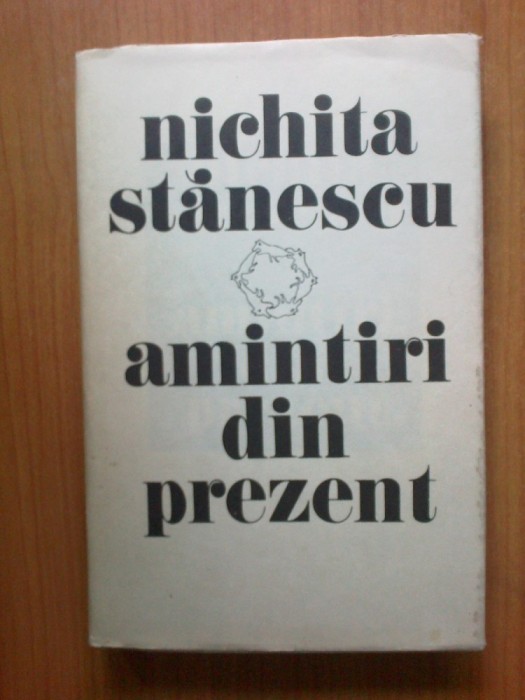 nichita
stănescu
amintiri
din
prezent